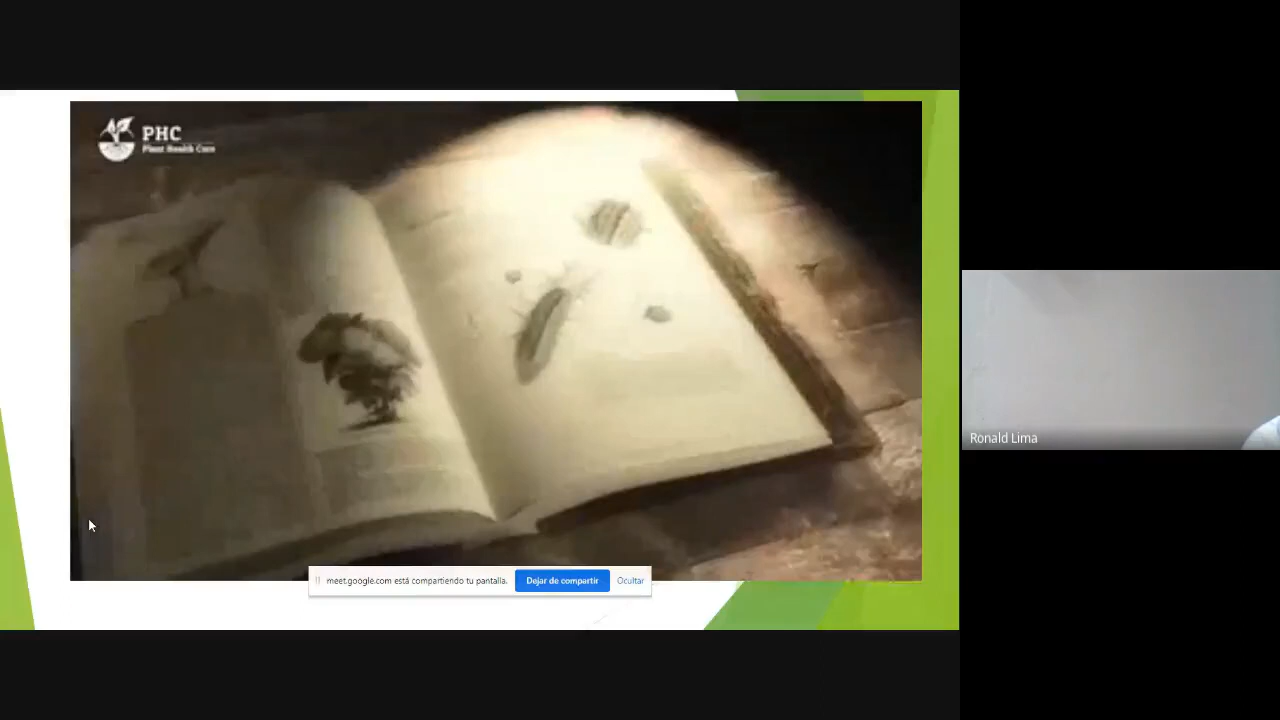 PHC
Plant Health Care
Ronald Lima
meet.google.com está compartiendo tu pantalla.
Dejar de compartir
Ocultar